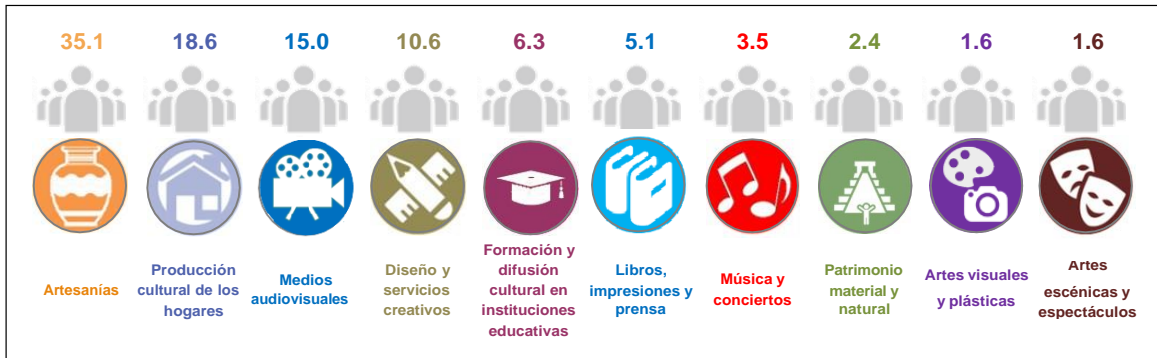 35.1 18.6 15.0 10.6 6.3 5.1 3.5 2.4 1.6 1.6
Artesanías
Producción
cultural de los
hogares
Medios
audiovisuales
Diseño y
servicios
creativos
Formación y
difusión
cultural en
instituciones
educativas
Libros,
impresiones y
prensa
Música y
conciertos
Patrimonio
material y
natural
Artes visuales
y plásticas
Artes
escénicas y
espectáculos